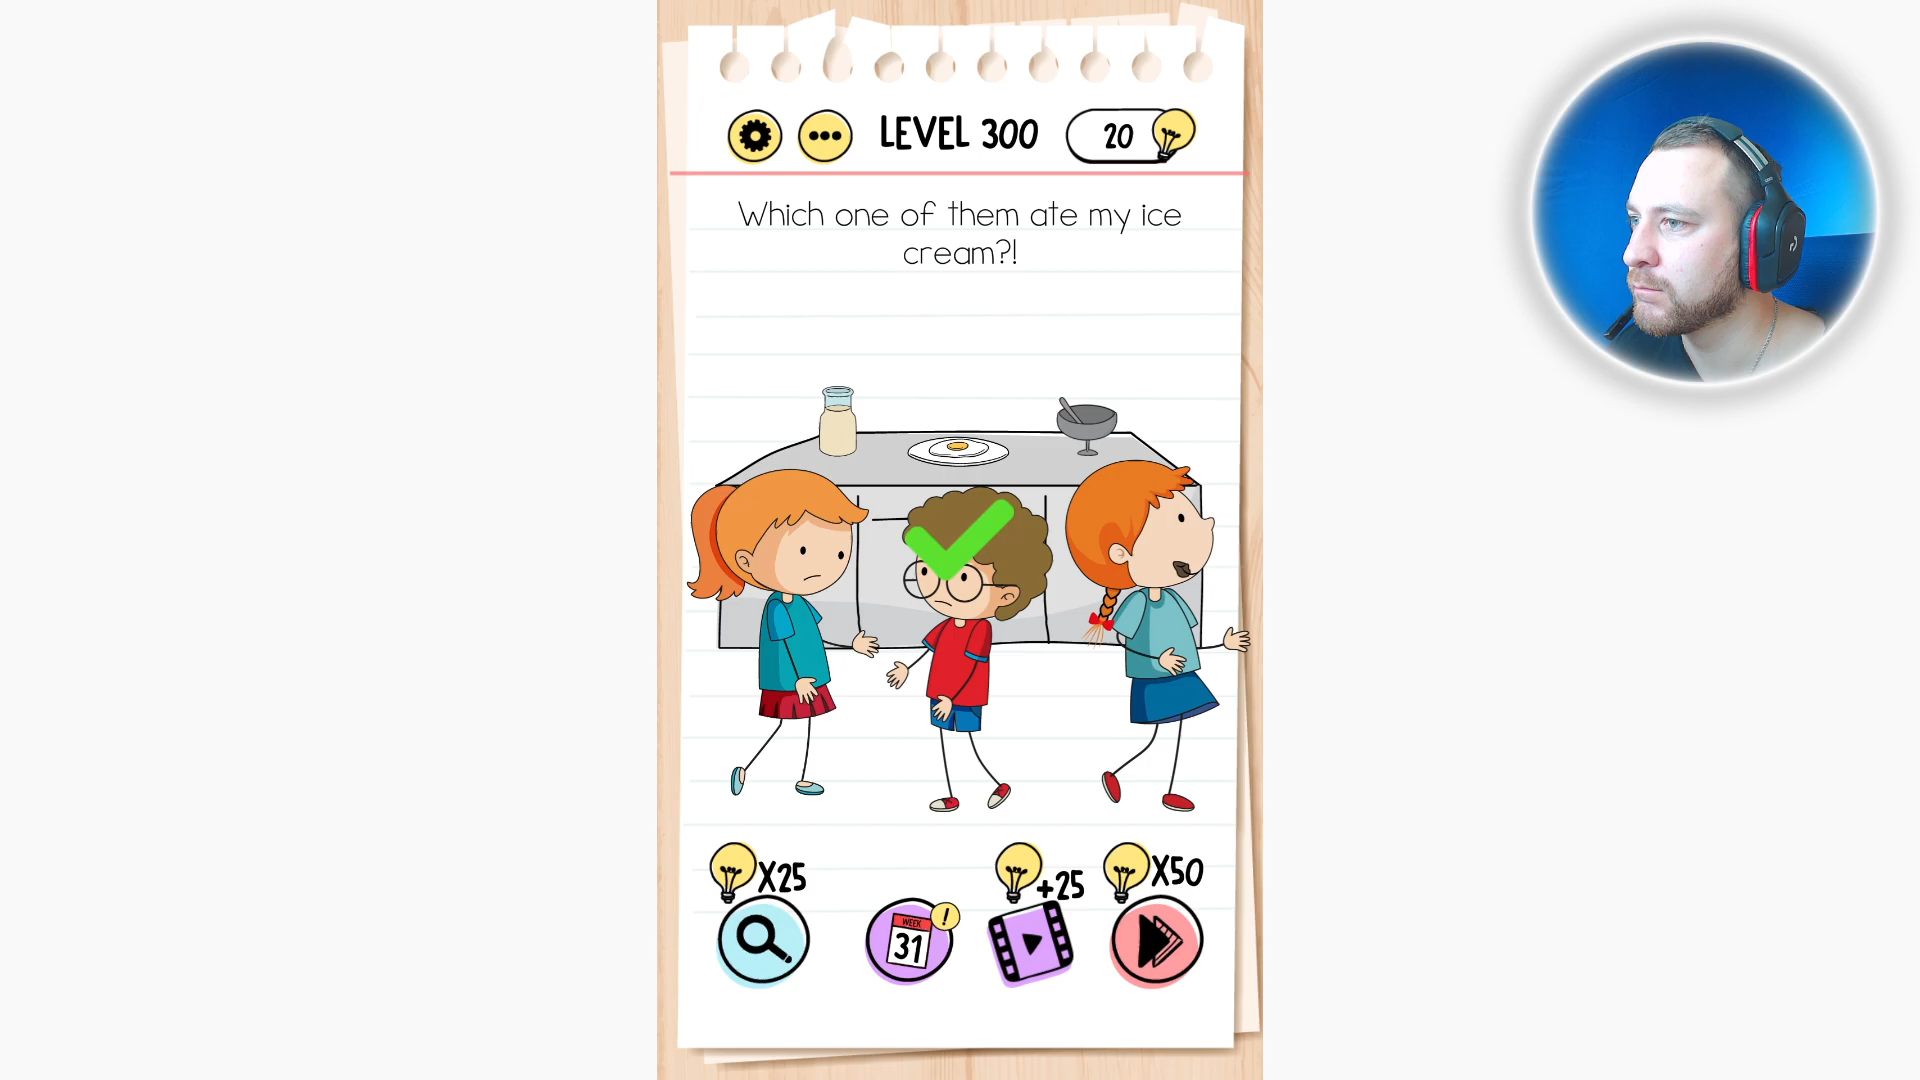 LEVEL 300
20
Which one of them ate my ice
cream?!
X25
+25
X50
!
WEEK
31